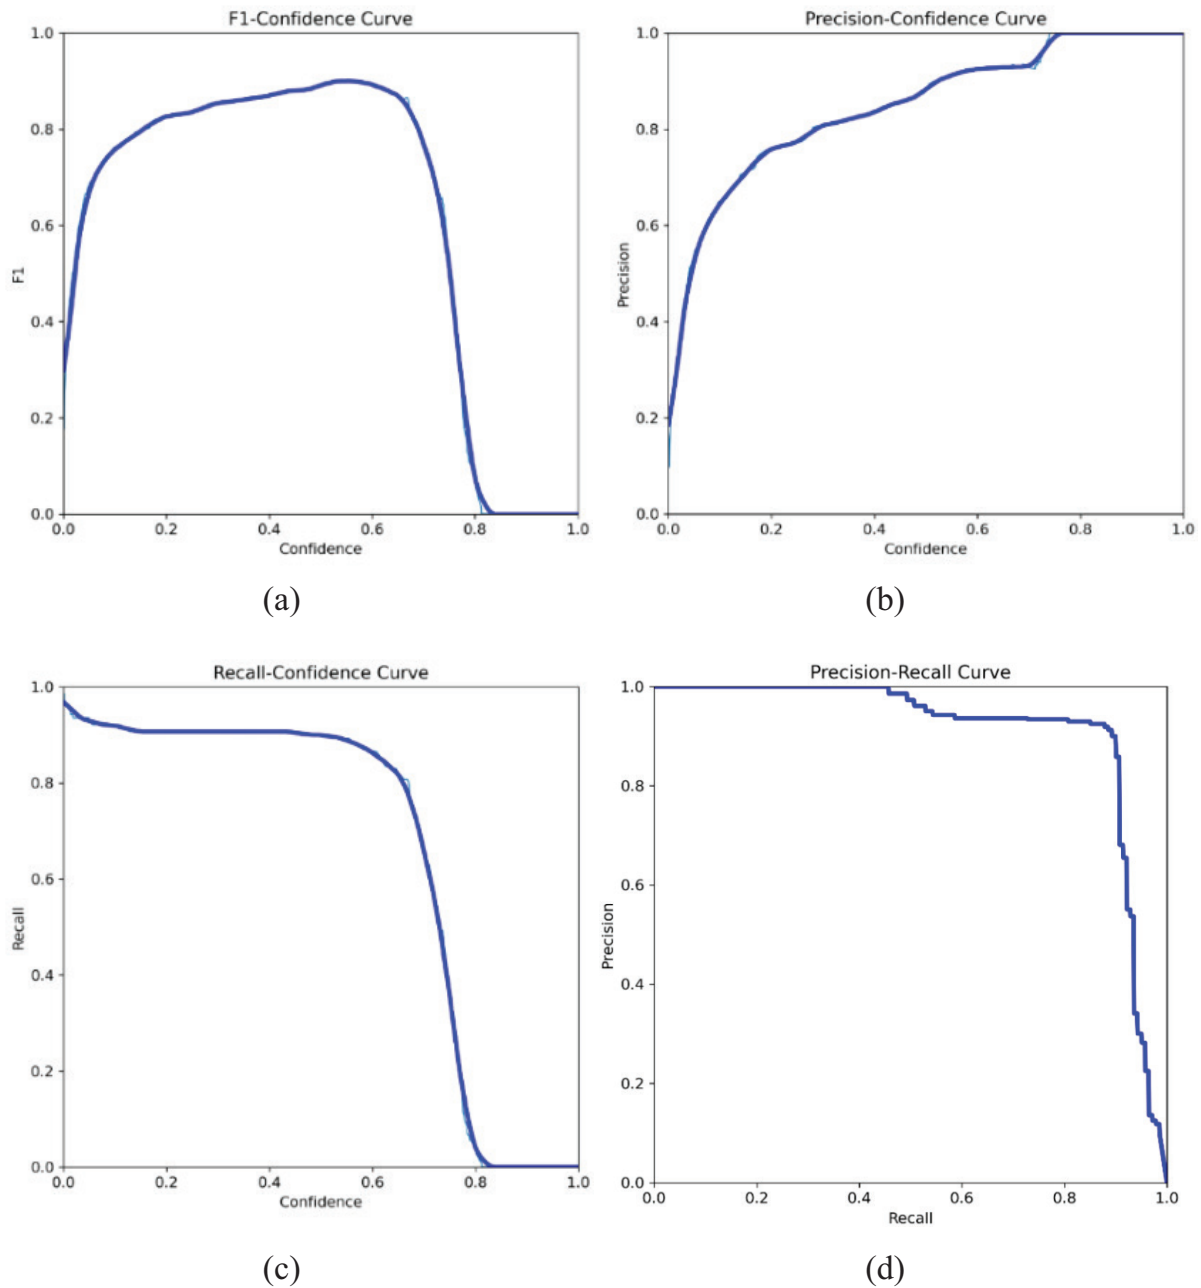 F1-Confidence Curve
1.0
0.8
0.6
0.4
0.2
0.0
F1
0.0 0.2 0.4 0.6 0.8 1.0
Confidence
(a)
Precision-Confidence Curve
1.0
0.8
0.6
0.4
0.2
0.0
Precision
0.0 0.2 0.4 0.6 0.8 1.0
Confidence
(b)
Recall-Confidence Curve
1.0
0.8
0.6
0.4
0.2
0.0
Recall
0.0 0.2 0.4 0.6 0.8 1.0
Confidence
(c)
Precision-Recall Curve
1.0
0.8
0.6
0.4
0.2
0.0
Precision
0.0 0.2 0.4 0.6 0.8 1.0
Recall
(d)